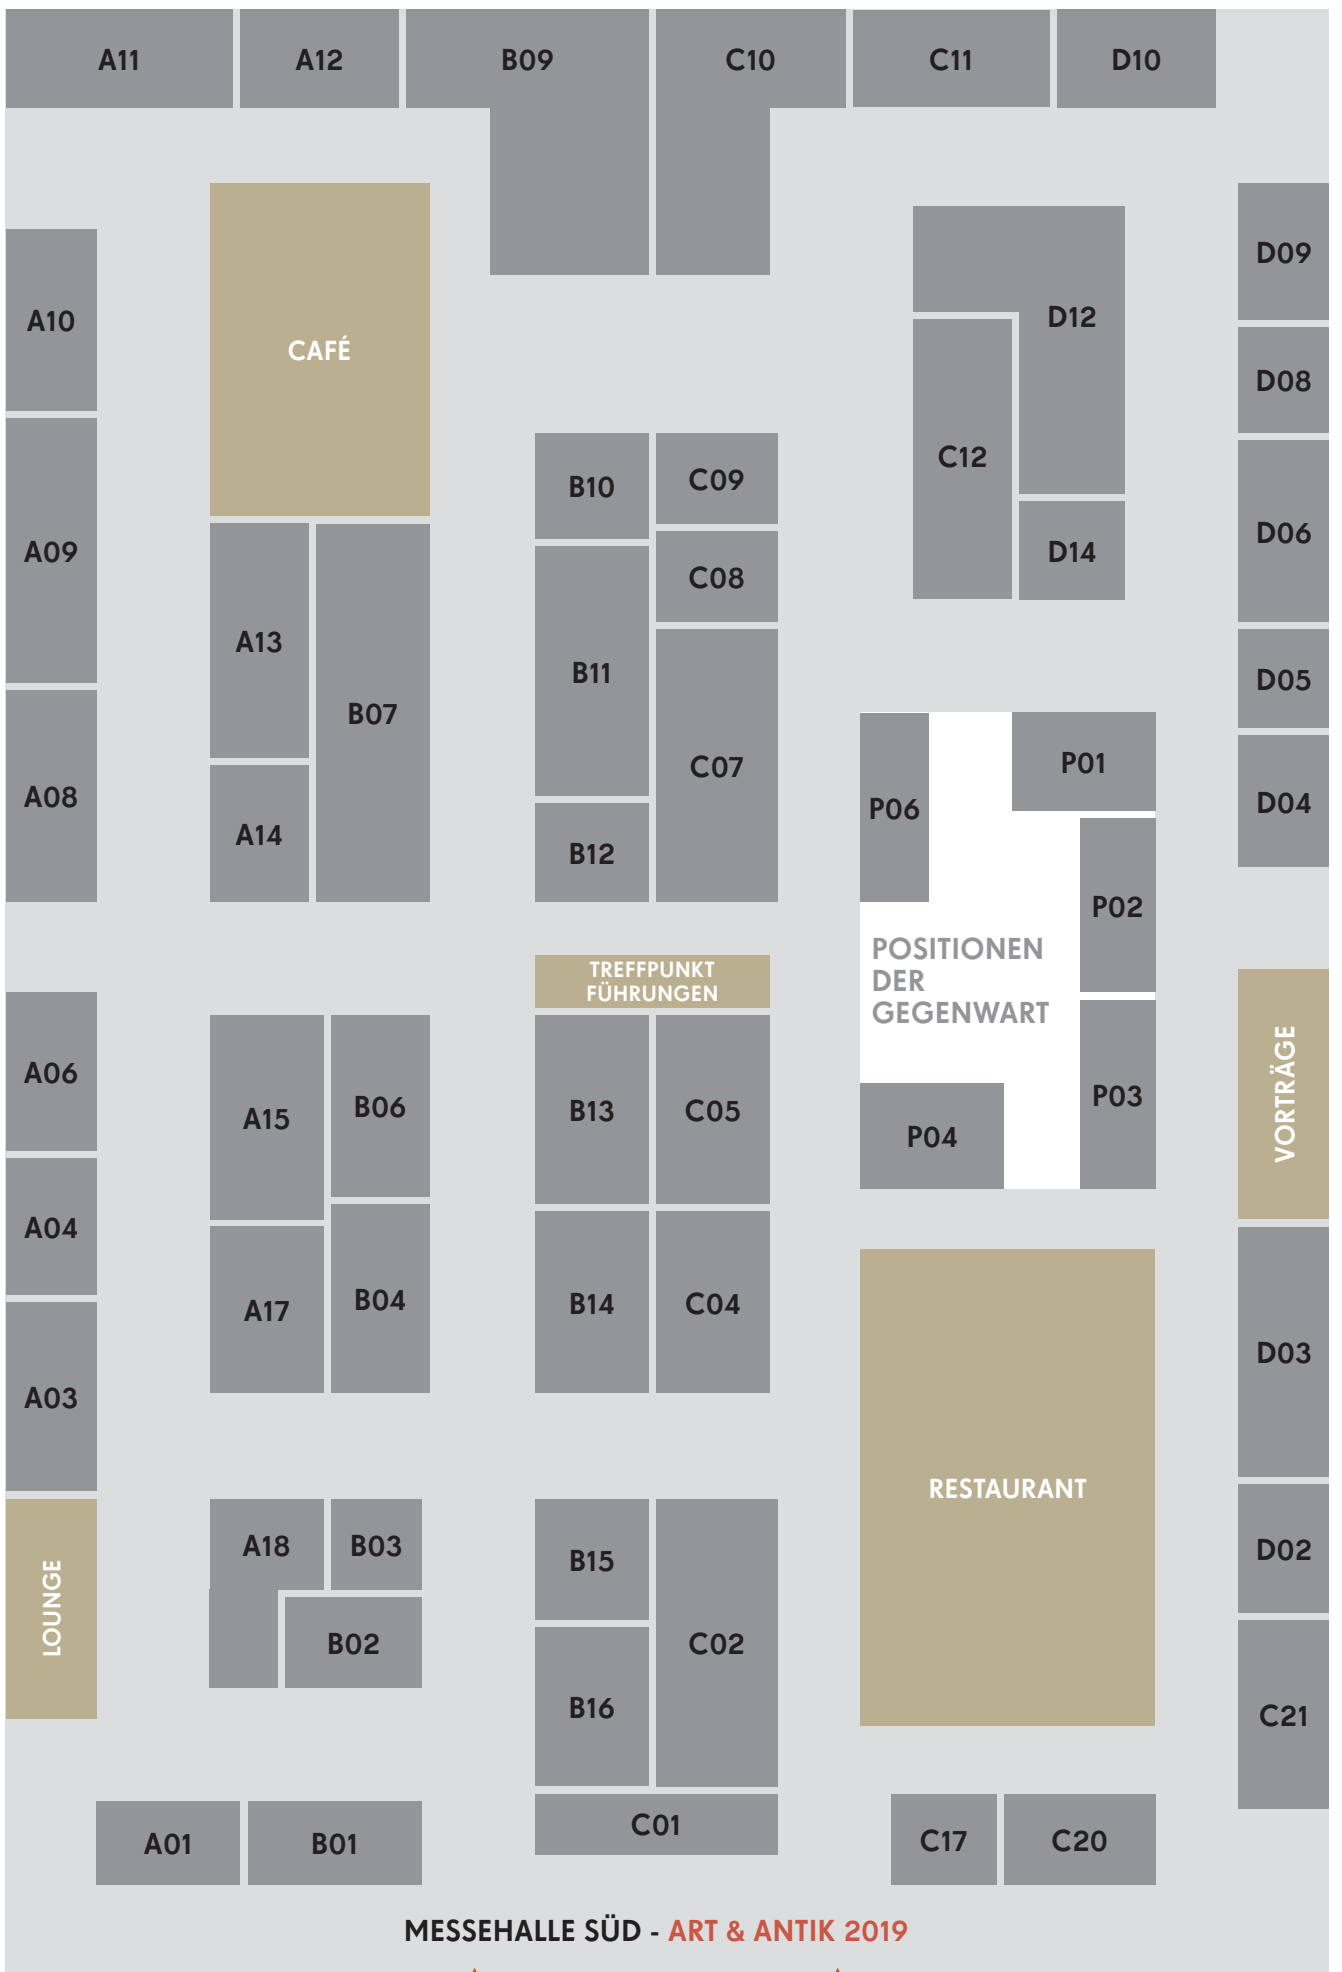 A11
A12
B09
C10
C11
D10
D09
A10
D12
CAFÉ
D08
C12
B10
C09
D06
A09
D14
C08
A13
B11
D05
B07
C07
P01
A08
P06
D04
A14
B12
P02
POSITIONEN
DER
GEGENWART
TREFFPUNKT
FÜHRUNGEN
VORTRÄGE
A06
A15
B06
B13
C05
P03
P04
A04
A17
B04
B14
C04
D03
A03
RESTAURANT
A18
B03
B15
D02
LOUNGE
B02
C02
B16
C21
A01
B01
C01
C17
C20
MESSEHALLE SÜD - ART & ANTIK 2019